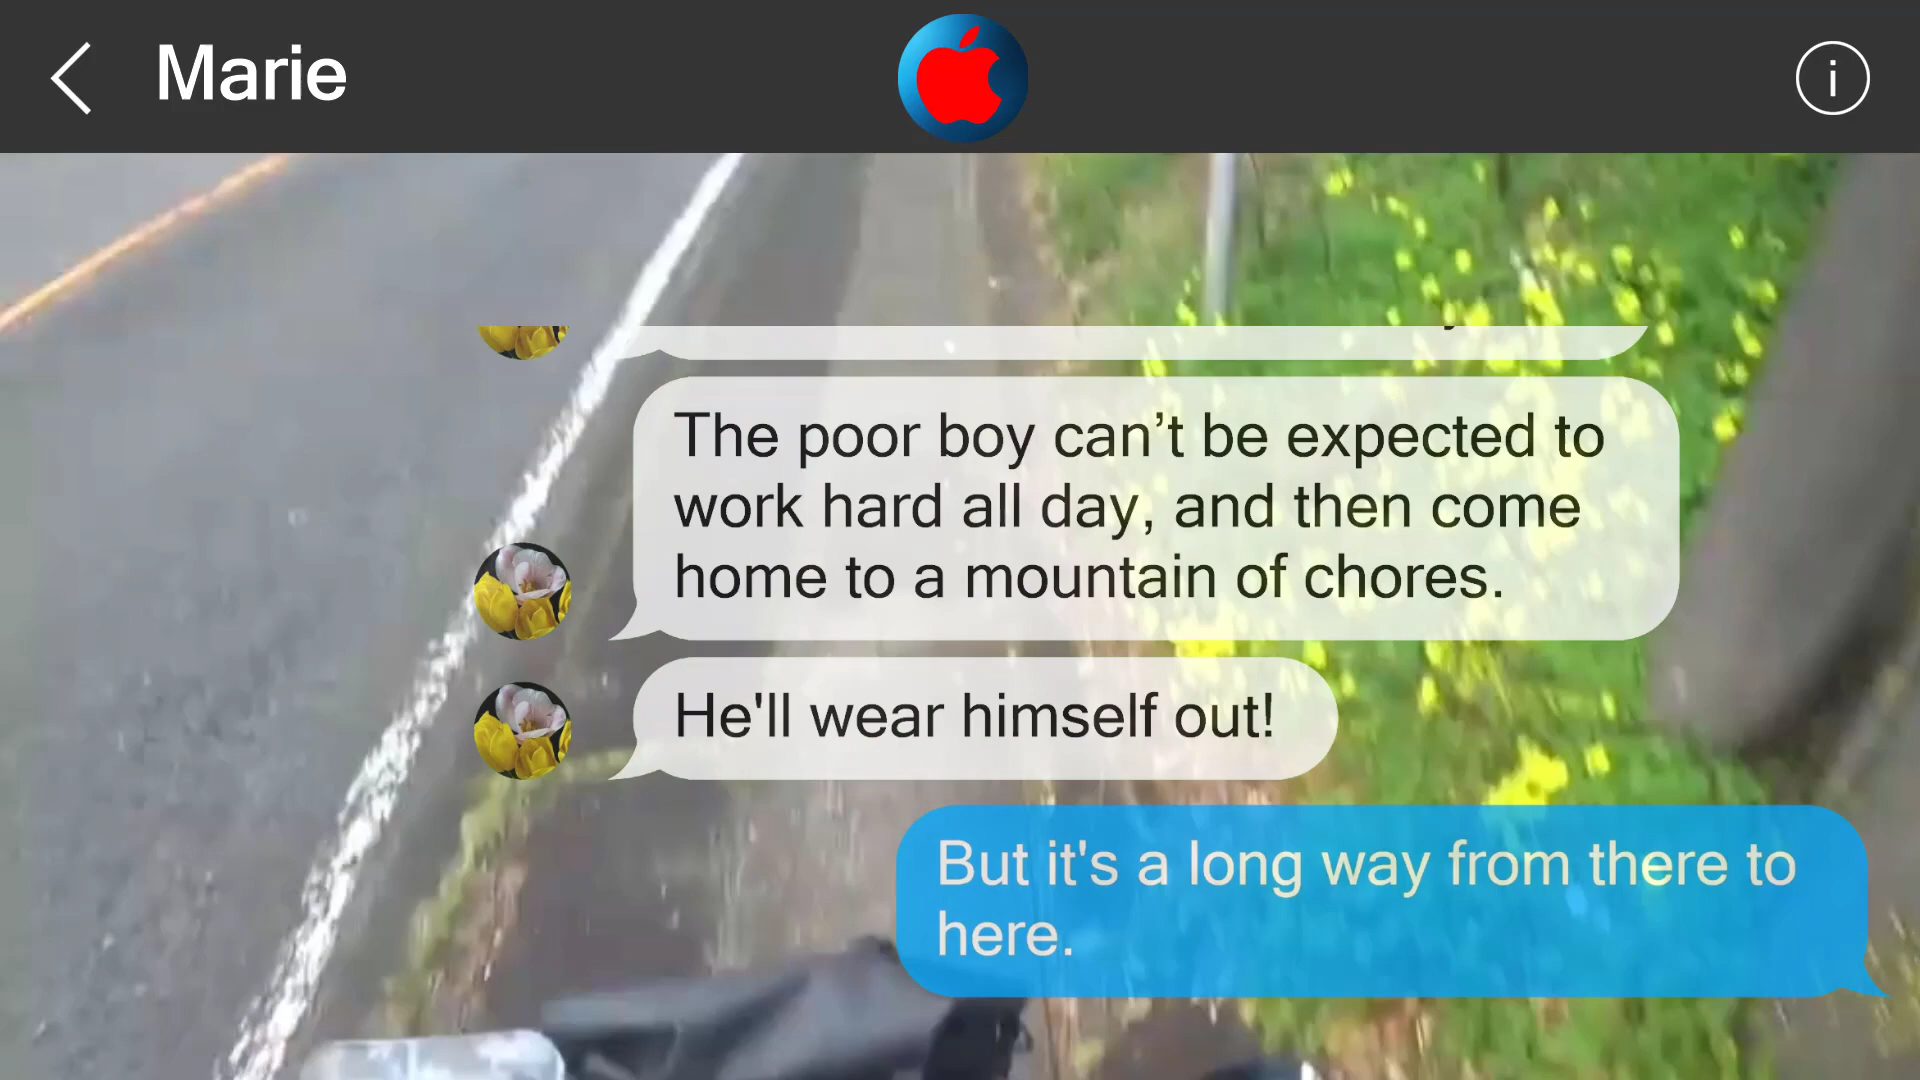 Marie
The poor boy can’t be expected to
work hard all day, and then come
home to a mountain of chores.
He'll wear himself out!
But it's a long way from there to
here.